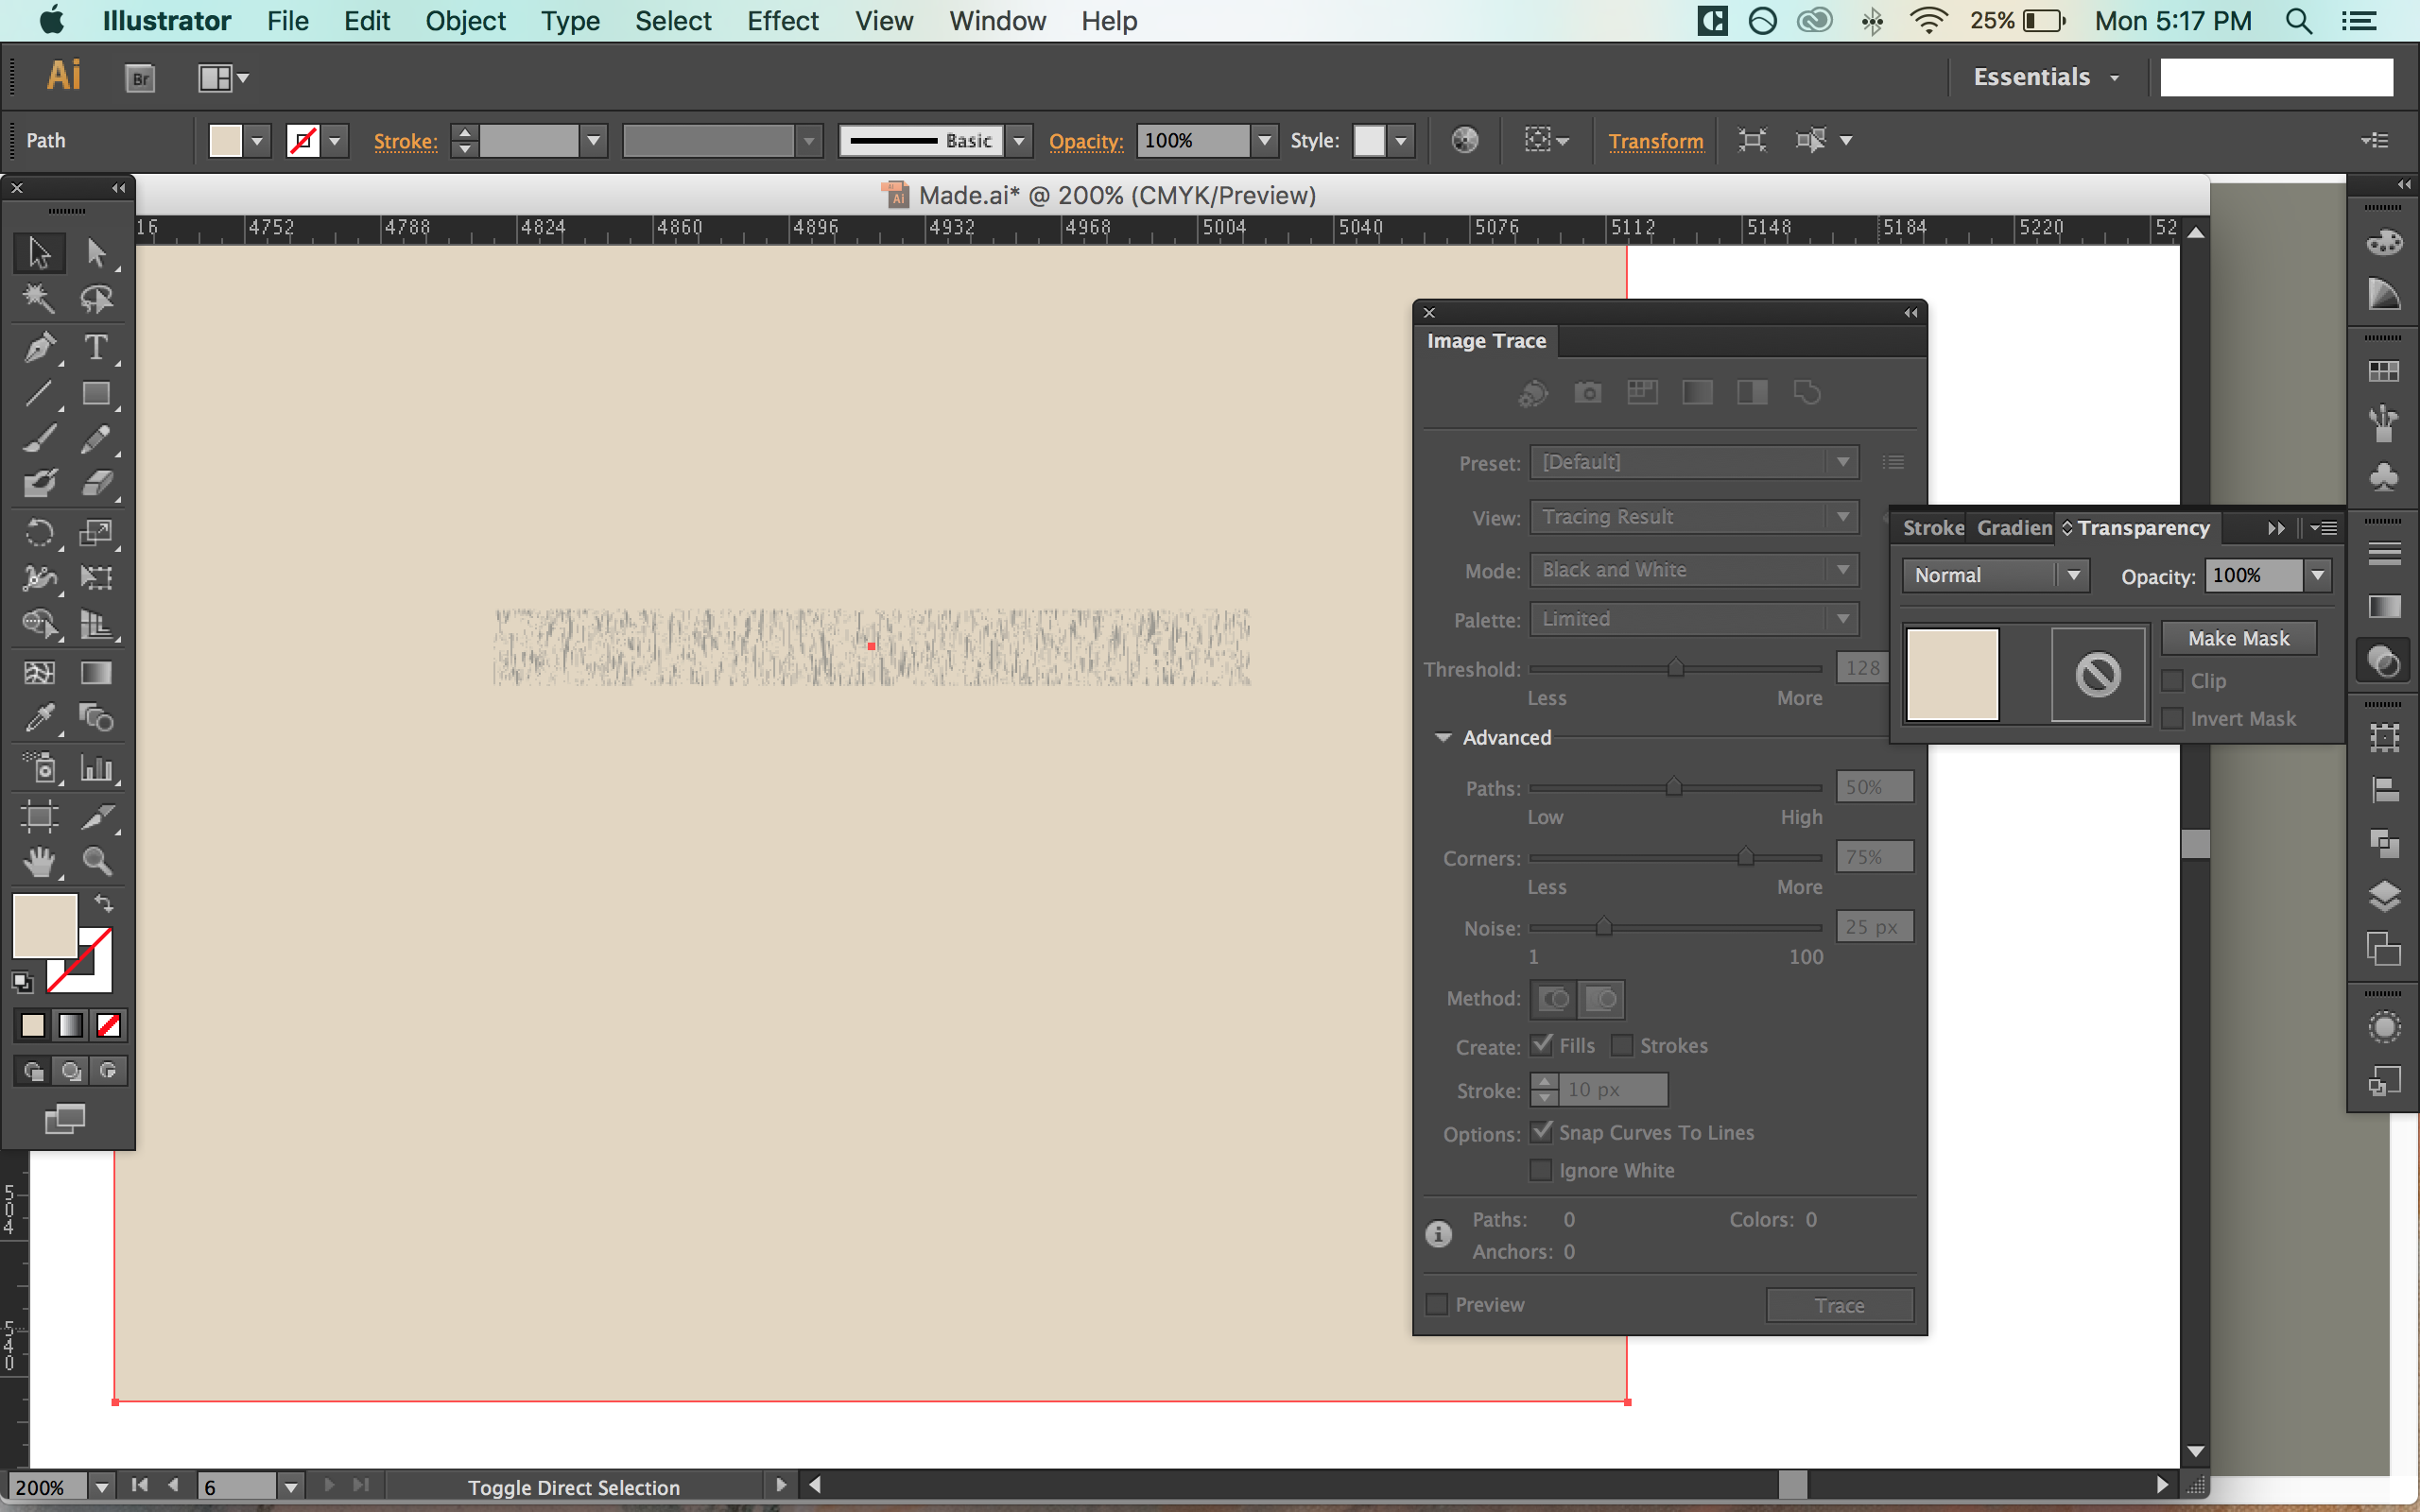 Illustrator File Edit Object Type Select Effect View Window Help 25% Mon 5:17 PM
Ai Br Essentials
Path Stroke: Basic Opacity: 100% Style: Transform
Made.ai* @ 200% (CMYK/Preview)
16 4752 4788 4824 4860 4896 4932 4968 5004 5040 5076 5112 5148 5184 5220 52
Image Trace
Preset: [Default]
View: Tracing Result
Mode: Black and White
Palette: Limited
Threshold: 128
Less More
Advanced
Paths: 50%
Low High
Corners: 75%
Less More
Noise: 25 px
1 100
Method:
Create: Fills Strokes
Stroke: 10 px
Options: Snap Curves To Lines
Ignore White
Paths: 0 Colors: 0
Anchors: 0
Preview Trace
Stroke Gradien Transparency
Normal Opacity: 100%
Make Mask
Clip
Invert Mask
504
540
200% 6 Toggle Direct Selection